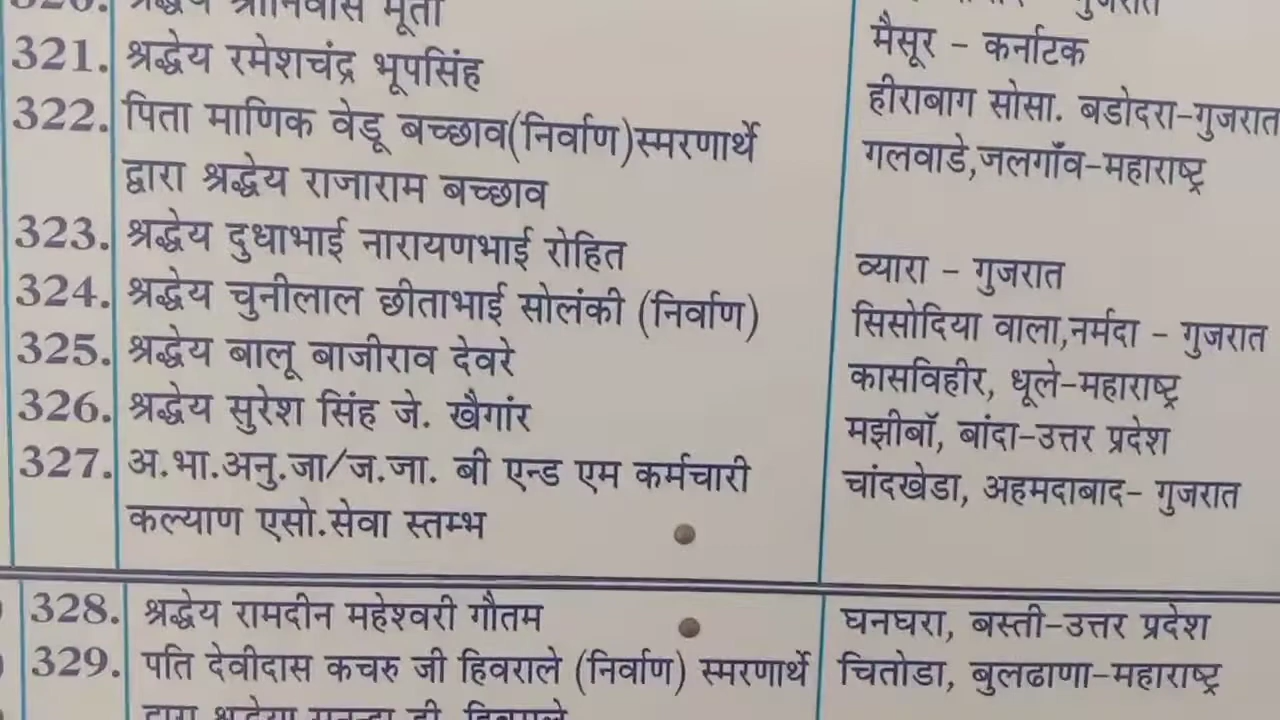 320. श्रद्धेय श्रीनिवास मूर्ती
गुजरात
321. श्रद्धेय रमेशचंद्र भूपसिंह
मैसूर - कर्नाटक
322. पिता माणिक वेडू बच्छाव(निर्वाण)स्मरणार्थे
हीराबाग सोसा. बडोदरा-गुजरात
द्वारा श्रद्धेय राजाराम बच्छाव
गलवाडे,जलगाँव-महाराष्ट्र
323. श्रद्धेय दुधाभाई नारायणभाई रोहित
व्यारा - गुजरात
324. श्रद्धेय चुनीलाल छीताभाई सोलंकी (निर्वाण)
सिसोदिया वाला,नर्मदा - गुजरात
325. श्रद्धेय बालू बाजीराव देवरे
कासविहीर, धूले-महाराष्ट्र
326. श्रद्धेय सुरेश सिंह जे. खैगांर
मझीबॉ, बांदा-उत्तर प्रदेश
327. अ.भा.अनु.जा/ज.जा. बी एन्ड एम कर्मचारी
चांदखेडा, अहमदाबाद- गुजरात
कल्याण एसो.सेवा स्तम्भ
328. श्रद्धेय रामदीन महेश्वरी गौतम
घनघरा, बस्ती-उत्तर प्रदेश
329. पति देवीदास कचरु जी हिवराले (निर्वाण) स्मरणार्थे
चितोडा, बुलढाणा-महाराष्ट्र